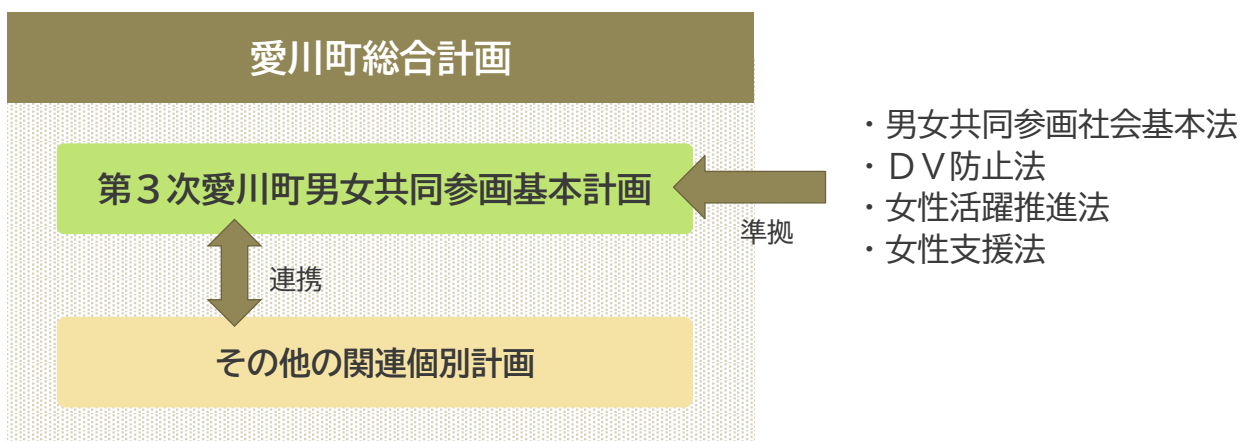 愛川町総合計画
第3次愛川町男女共同参画基本計画
準拠
連携
その他の関連個別計画
・男女共同参画社会基本法
・ＤＶ防止法
・女性活躍推進法
・女性支援法